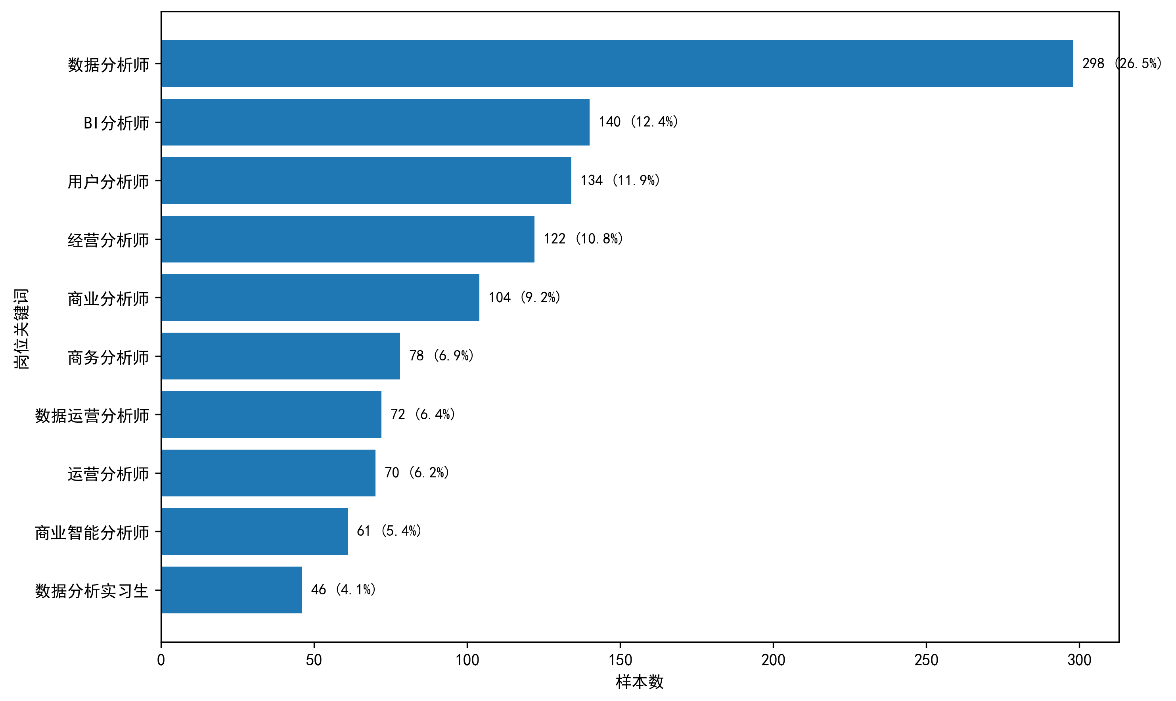 数据分析师 298 (26.5%)
BI分析师 140 (12.4%)
用户分析师 134 (11.9%)
经营分析师 122 (10.8%)
商业分析师 104 (9.2%)
商务分析师 78 (6.9%)
数据运营分析师 72 (6.4%)
运营分析师 70 (6.2%)
商业智能分析师 61 (5.4%)
数据分析实习生 46 (4.1%)
岗位关键词
0 50 100 150 200 250 300
样本数